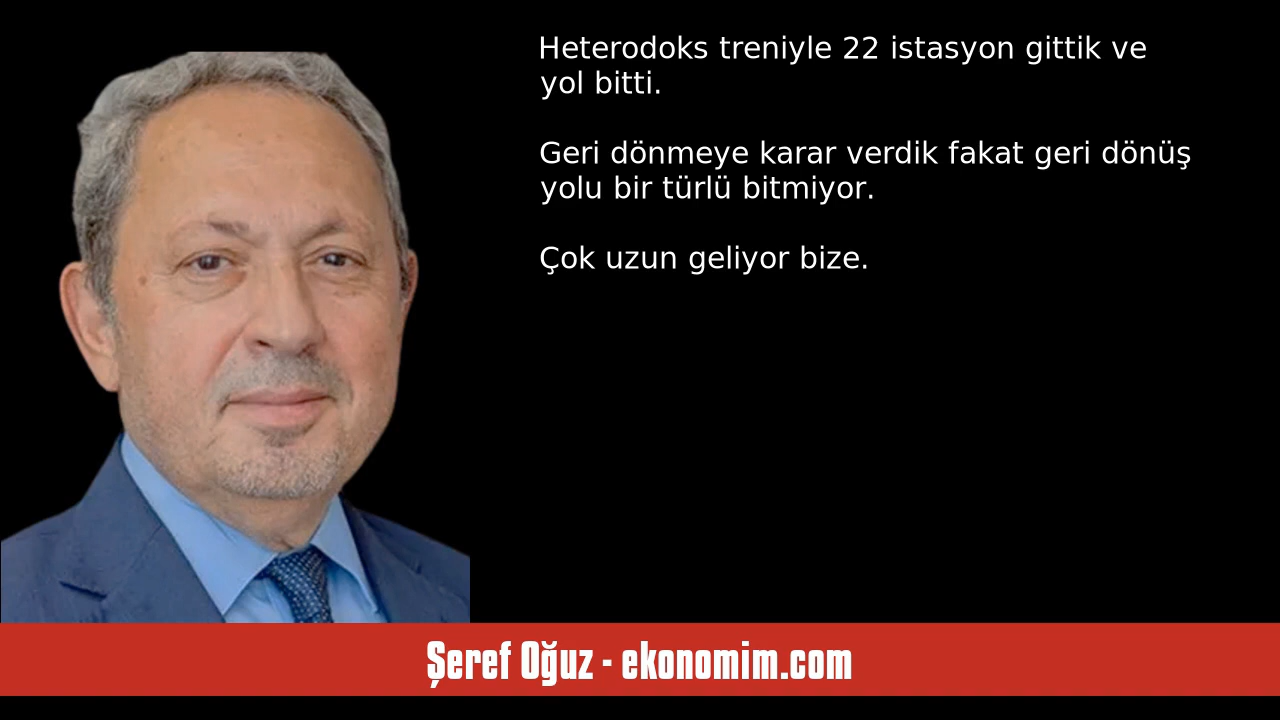 Heterodoks treniyle 22 istasyon gittik ve
yol bitti.
Geri dönmeye karar verdik fakat geri dönüş
yolu bir türlü bitmiyor.
Çok uzun geliyor bize.
Şeref Oğuz - ekonomim.com